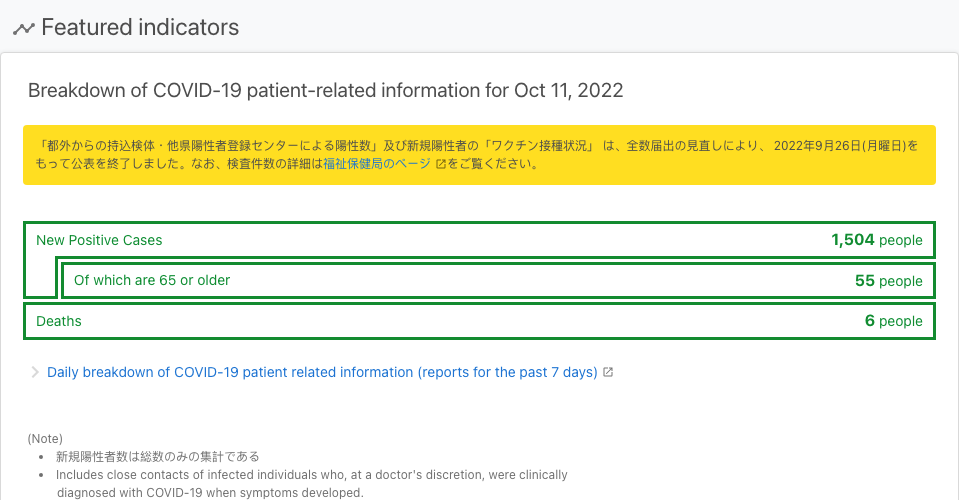 Featured indicators
Breakdown of COVID-19 patient-related information for Oct 11, 2022
「都外からの持込検体・他県陽性者登録センターによる陽性数」及び新規陽性者の「ワクチン接種状況」 は、全数届出の見直しにより、 2022年9月26日(月曜日)を
もって公表を終了しました。なお、検査件数の詳細は福祉保健局のページ をご覧ください。
New Positive Cases 1,504 people
Of which are 65 or older 55 people
Deaths 6 people
Daily breakdown of COVID-19 patient related information (reports for the past 7 days)
(Note)
• 新規陽性者数は総数のみの集計である
• Includes close contacts of infected individuals who, at a doctor's discretion, were clinically
diagnosed with COVID-19 when symptoms developed.